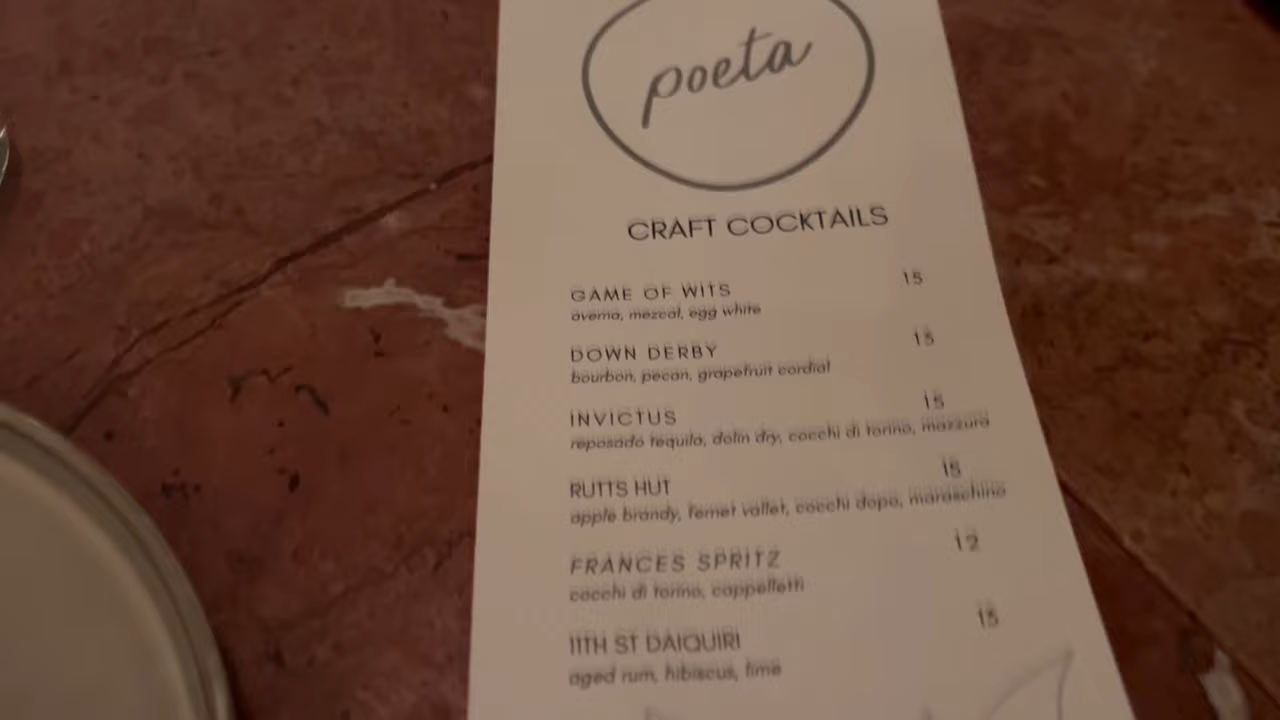 poeta
CRAFT COCKTAILS
GAME OF WITS 15
averna, mezcal, egg white
DOWN DERBY 15
bourbon, pecan, grapefruit cordial
INVICTUS 15
reposado tequila, dolin dry, cocchi di torino, mazzura
RUTTS HUT 15
apple brandy, fernet vallet, cocchi dopo, maraschino
FRANCES SPRITZ 12
cocchi di torino, cappelletti
11TH ST DAIQUIRI 15
aged rum, hibiscus, lime